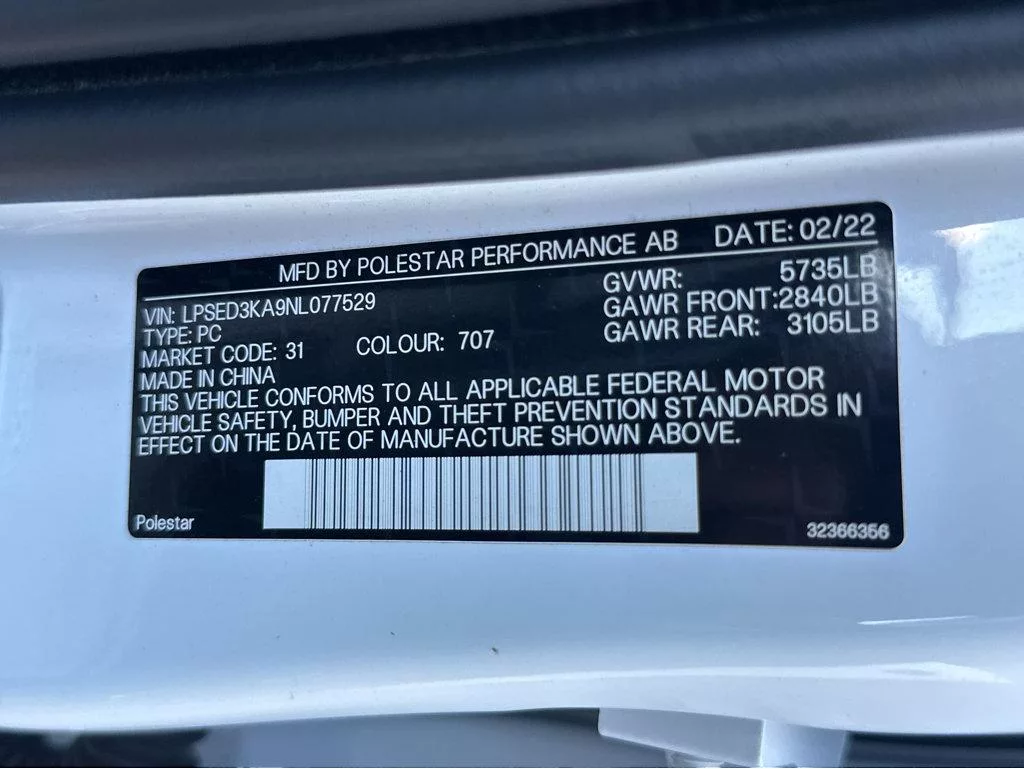 MFD BY POLESTAR PERFORMANCE AB DATE: 02/22
VIN: LPSED3KA9NL077529 GVWR: 5735LB
TYPE: PC GAWR FRONT:2840LB
MARKET CODE: 31 COLOUR: 707 GAWR REAR: 3105LB
MADE IN CHINA
THIS VEHICLE CONFORMS TO ALL APPLICABLE FEDERAL MOTOR
VEHICLE SAFETY, BUMPER AND THEFT PREVENTION STANDARDS IN
EFFECT ON THE DATE OF MANUFACTURE SHOWN ABOVE.
Polestar 32366356